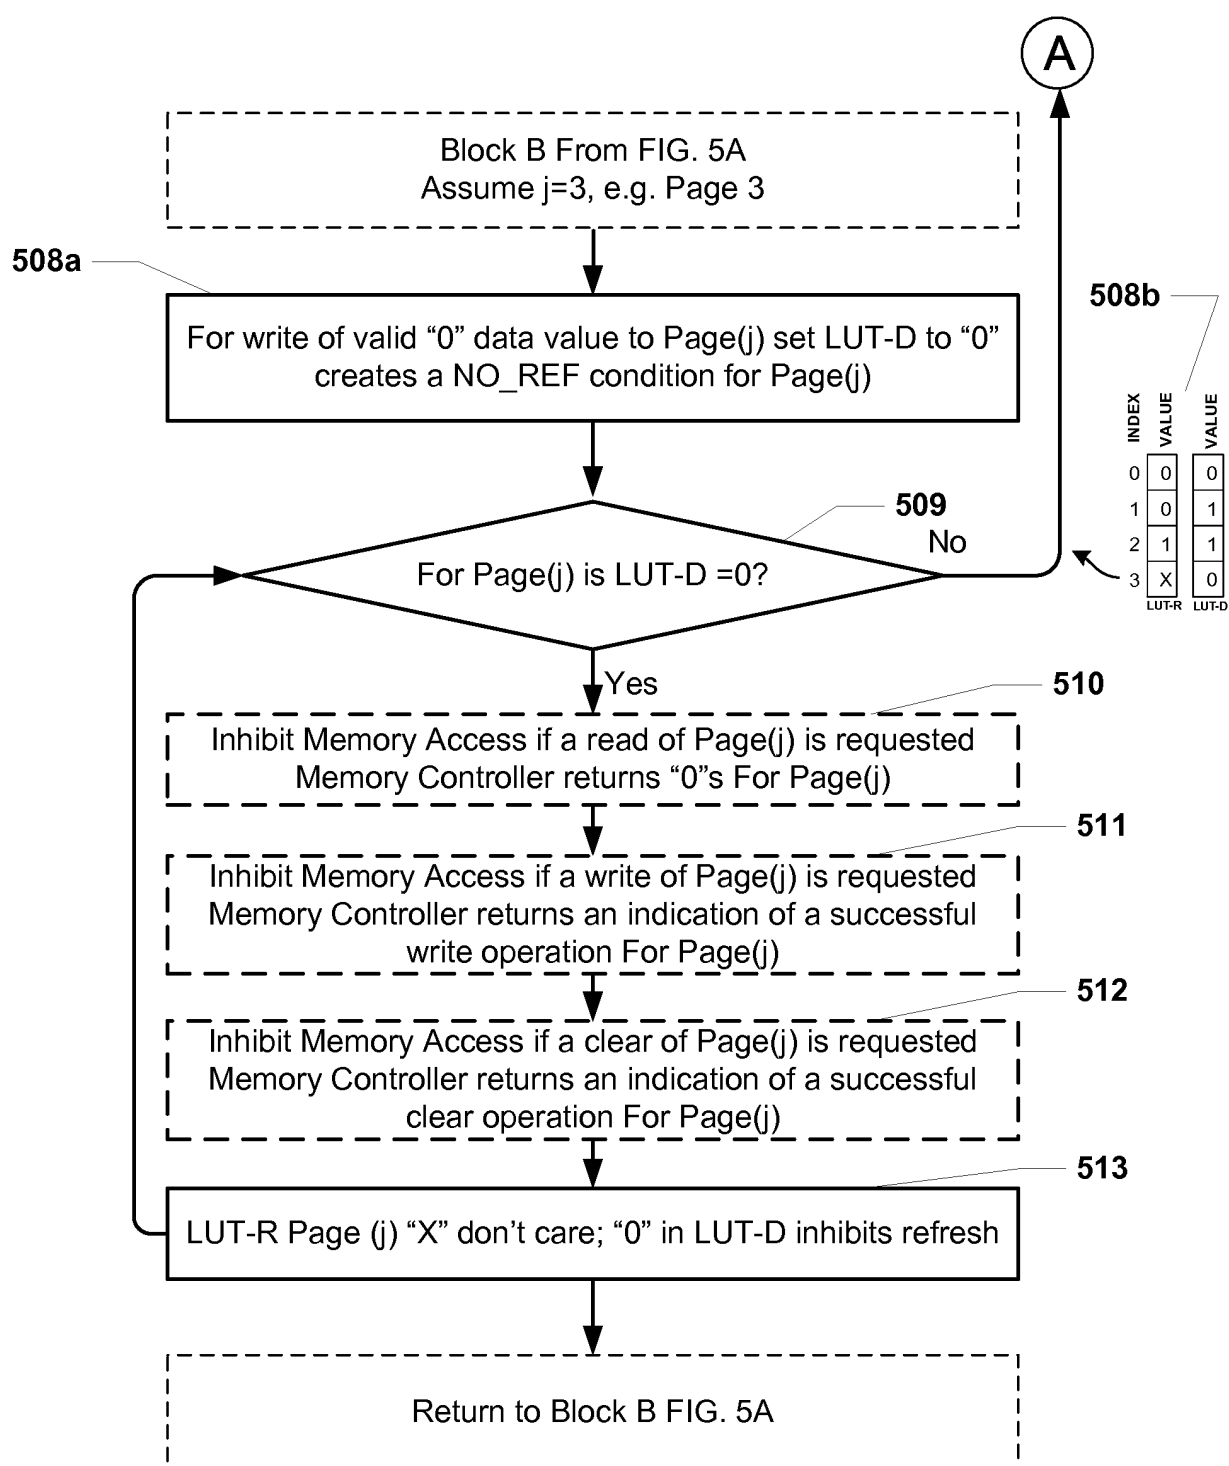 A
Block B From FIG. 5A
Assume j=3, e.g. Page 3
508a
For write of valid “0” data value to Page(j) set LUT-D to “0”
creates a NO_REF condition for Page(j)
508b
INDEX VALUE VALUE
0 0 0
1 0 1
2 1 1
3 X 0
LUT-R LUT-D
509
No
For Page(j) is LUT-D =0?
Yes
510
Inhibit Memory Access if a read of Page(j) is requested
Memory Controller returns “0”s For Page(j)
511
Inhibit Memory Access if a write of Page(j) is requested
Memory Controller returns an indication of a successful
write operation For Page(j)
512
Inhibit Memory Access if a clear of Page(j) is requested
Memory Controller returns an indication of a successful
clear operation For Page(j)
513
LUT-R Page (j) “X” don’t care; “0” in LUT-D inhibits refresh
Return to Block B FIG. 5A